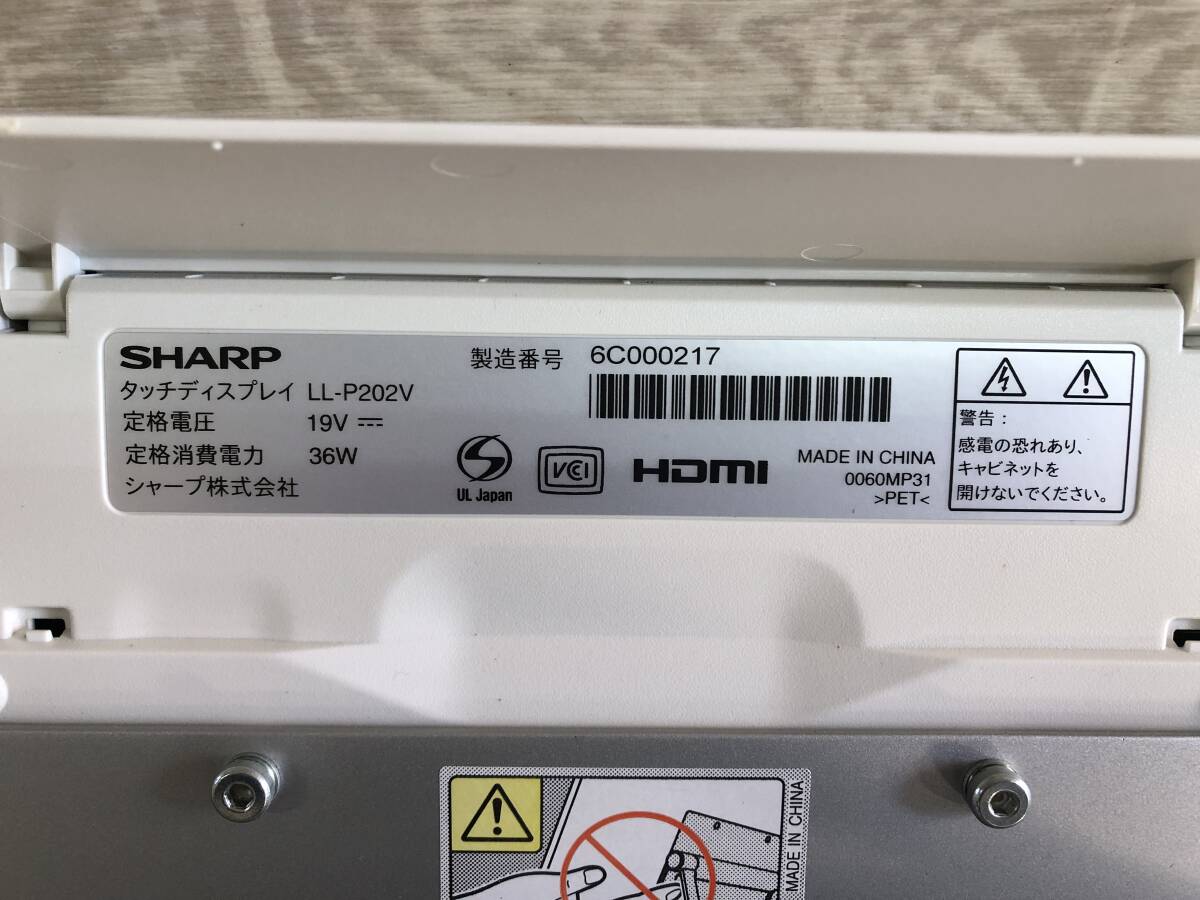 SHARP
製造番号 6C000217
タッチディスプレイ LL-P202V
定格電圧 19V
定格消費電力 36W
シャープ株式会社
UL Japan
VCI
HDMI
MADE IN CHINA
0060MP31
>PET<
警告：
感電の恐れあり、
キャビネットを
開けないでください。
MADE IN CHINA